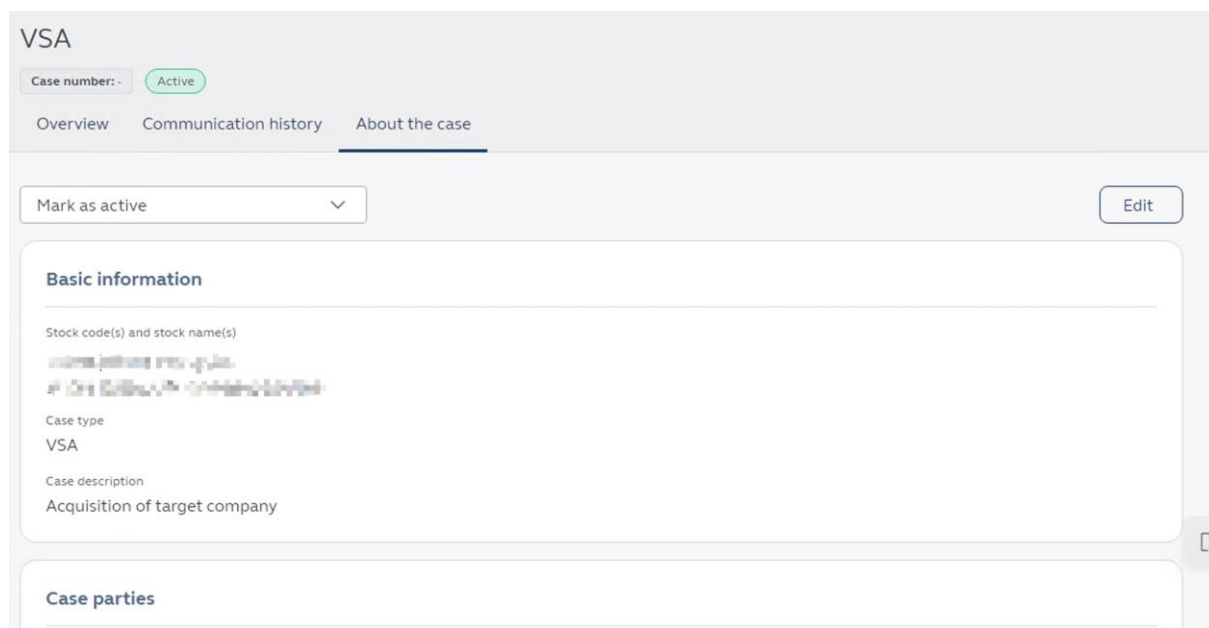 VSA
Case number: - Active
Overview Communication history About the case
Mark as active Edit
Basic information
Stock code(s) and stock name(s)
Case type
VSA
Case description
Acquisition of target company
Case parties